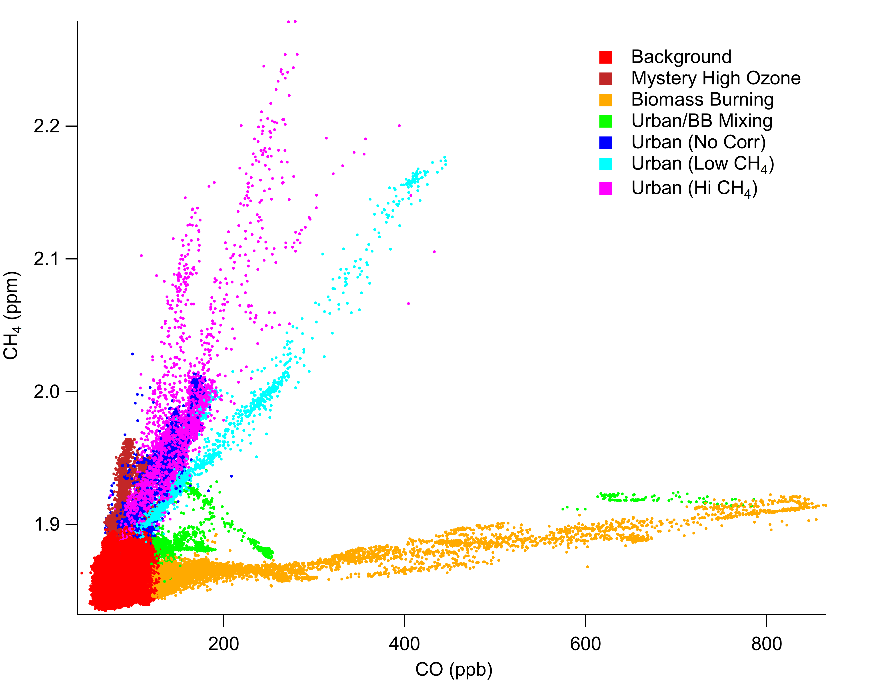 Background
Mystery High Ozone
Biomass Burning
Urban/BB Mixing
Urban (No Corr)
Urban (Low CH₄)
Urban (Hi CH₄)
2.2
2.1
2.0
1.9
CH₄ (ppm)
200 400 600 800
CO (ppb)